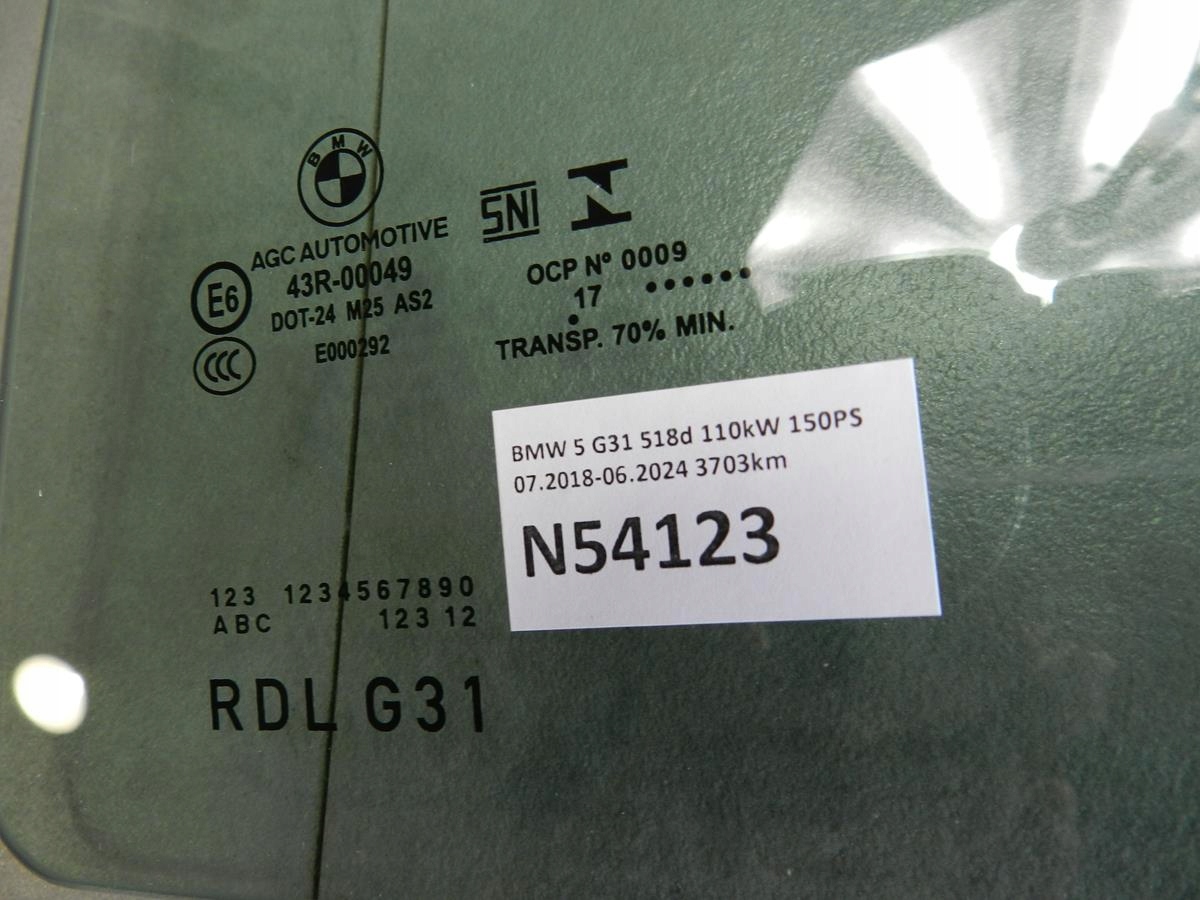 BMW
AGC AUTOMOTIVE
43R-00049
E6
DOT-24 M25 AS2
CCC
E000292
SNI
OCP Nº 0009
17 ......
.
TRANSP. 70% MIN.
BMW 5 G31 518d 110kW 150PS
07.2018-06.2024 3703km
N54123
123 1234567890
ABC 123 12
RDL G31